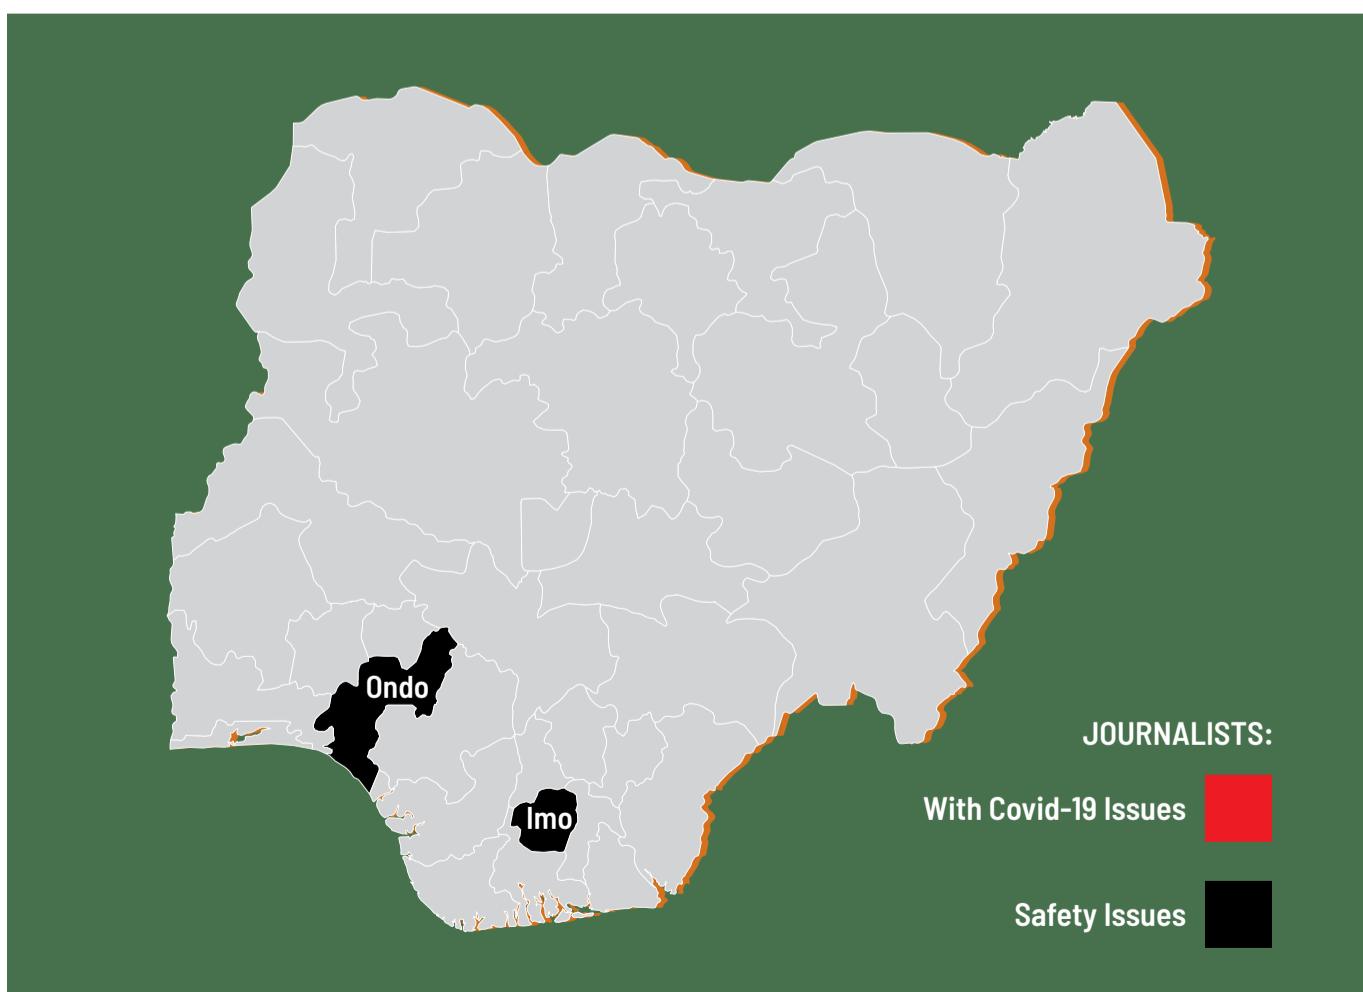 Ondo
Imo
JOURNALISTS:
With Covid-19 Issues
Safety Issues